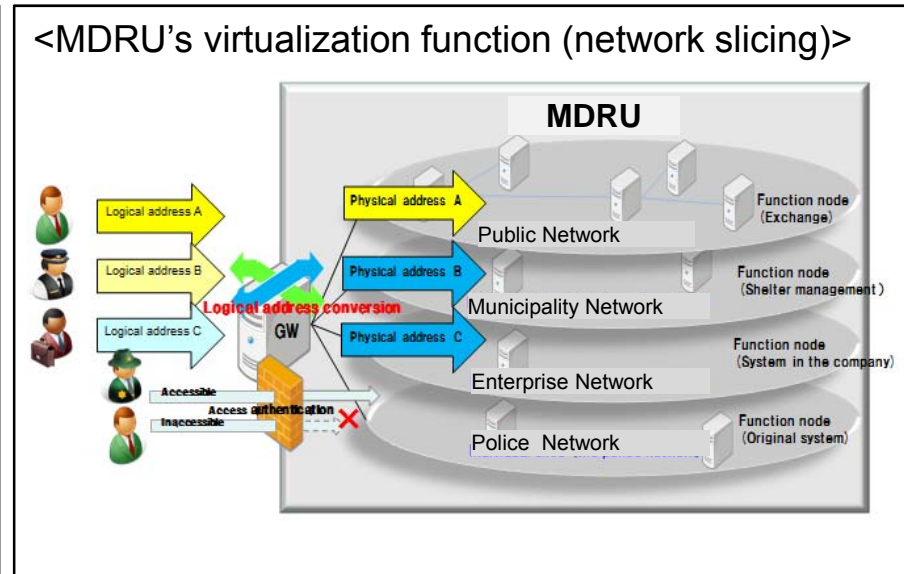 <MDRU's virtualization function (network slicing)>
MDRU
Logical address A
Physical address A
Function node
(Exchange)
Public Network
Logical address B
Physical address B
Function node
(Shelter management)
Municipality Network
Logical address conversion
Logical address C
GW
Physical address C
Function node
(System in the company)
Enterprise Network
Accessible
Access authentication
Inaccessible
Function node
(Original system)
Police Network